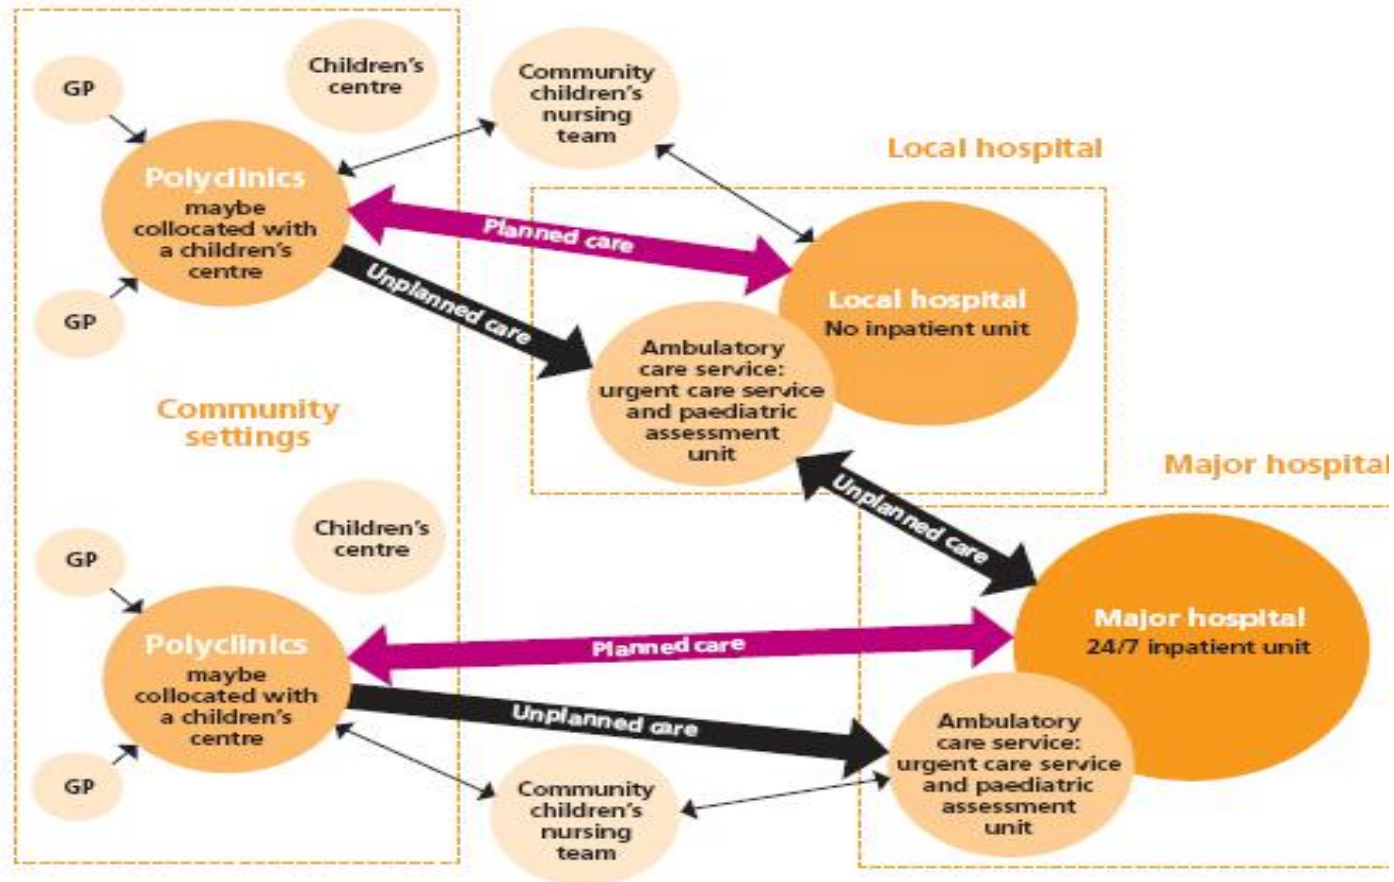 GP
Children's
centre
Community
children's
nursing
team
Local hospital
Polyclinics
maybe
collocated with
a children's
centre
Planned care
Unplanned care
GP
Local hospital
No inpatient unit
Ambulatory
care service:
urgent care service
and paediatric
assessment
unit
Community
settings
Major hospital
Unplanned care
Children's
centre
GP
Polyclinics
maybe
collocated with
a children's
centre
Planned care
Unplanned care
Major hospital
24/7 inpatient unit
GP
Community
children's
nursing
team
Ambulatory
care service:
urgent care service
and paediatric
assessment
unit